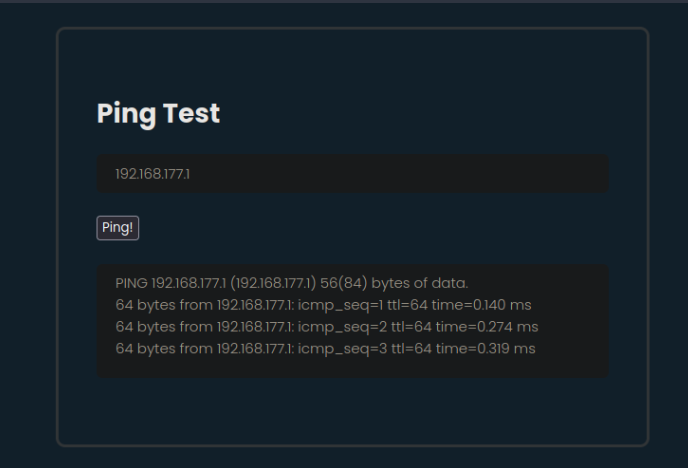 Ping Test
192.168.177.1
Ping!
PING 192.168.177.1 (192.168.177.1) 56(84) bytes of data.
64 bytes from 192.168.177.1: icmp_seq=1 ttl=64 time=0.140 ms
64 bytes from 192.168.177.1: icmp_seq=2 ttl=64 time=0.274 ms
64 bytes from 192.168.177.1: icmp_seq=3 ttl=64 time=0.319 ms